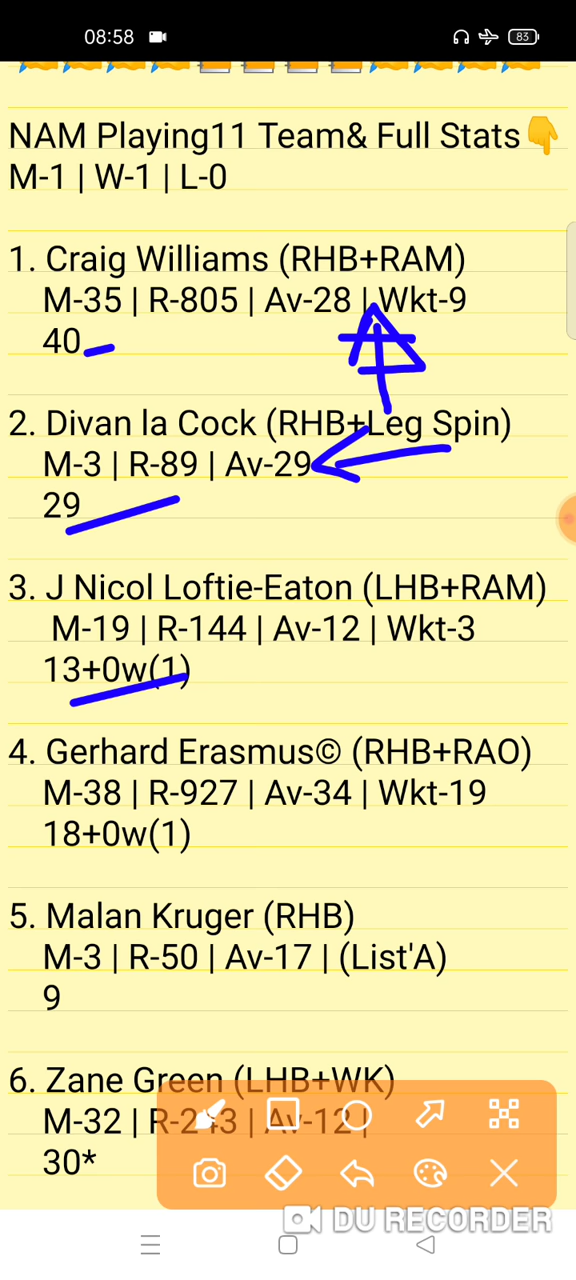 08:58
83
NAM Playing11 Team& Full Stats👇
M-1 | W-1 | L-0
1. Craig Williams (RHB+RAM)
M-35 | R-805 | Av-28 | Wkt-9
40
2. Divan la Cock (RHB+Leg Spin)
M-3 | R-89 | Av-29
29
3. J Nicol Loftie-Eaton (LHB+RAM)
M-19 | R-144 | Av-12 | Wkt-3
13+0w(1)
4. Gerhard Erasmus© (RHB+RAO)
M-38 | R-927 | Av-34 | Wkt-19
18+0w(1)
5. Malan Kruger (RHB)
M-3 | R-50 | Av-17 | (List'A)
9
6. Zane Green (LHB+WK)
M-32 | Av-12 |
30*
DU RECORDER